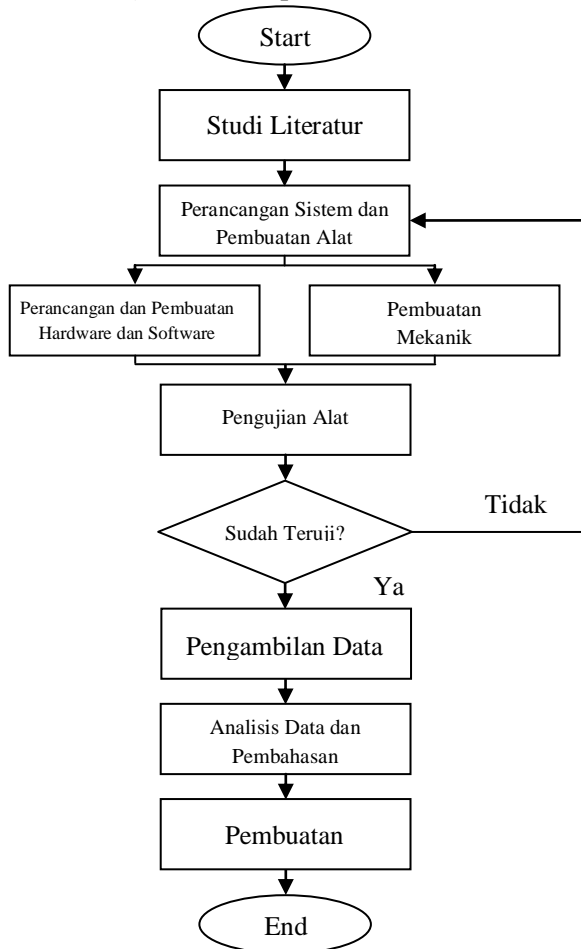 Start
Studi Literatur
Perancangan Sistem dan
Pembuatan Alat
Perancangan dan Pembuatan
Hardware dan Software
Pembuatan
Mekanik
Pengujian Alat
Sudah Teruji?
Tidak
Ya
Pengambilan Data
Analisis Data dan
Pembahasan
Pembuatan
End